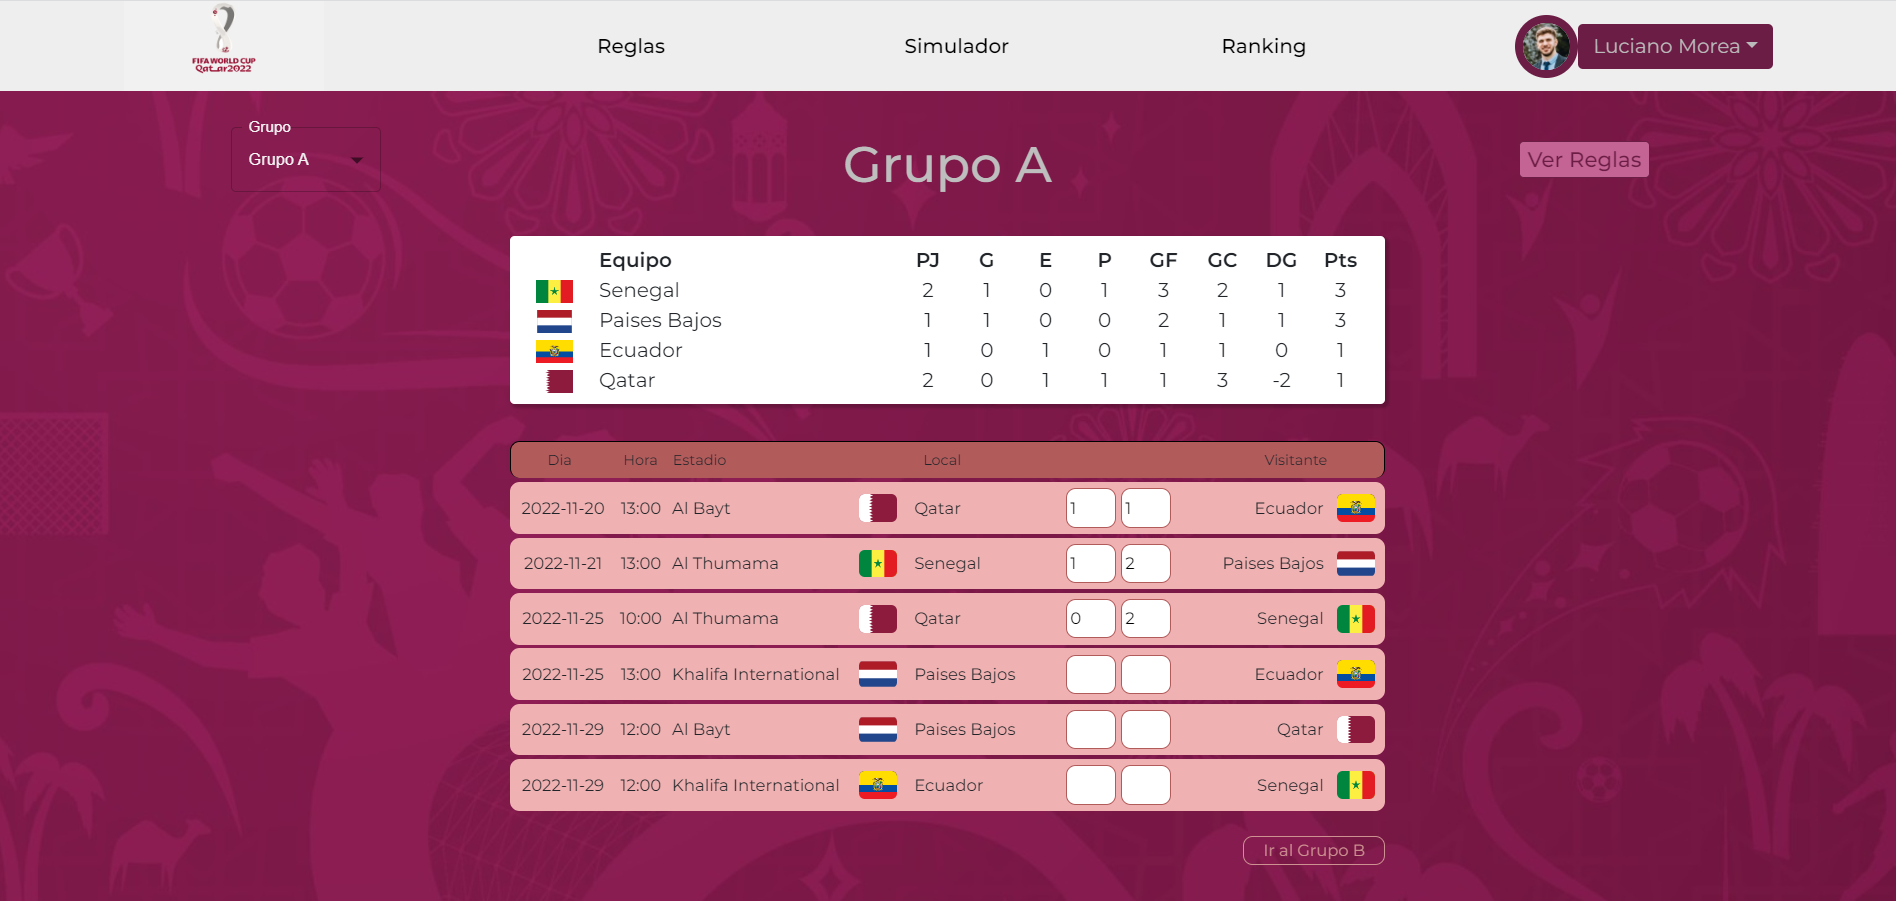 FIFA WORLD CUP
Qatar2022
Reglas
Simulador
Ranking
Luciano Morea
Grupo
Grupo A
Grupo A
Ver Reglas
Equipo PJ G E P GF GC DG Pts
Senegal 2 1 0 1 3 2 1 3
Paises Bajos 1 1 0 0 2 1 1 3
Ecuador 1 0 1 0 1 1 0 1
Qatar 2 0 1 1 1 3 -2 1
Dia Hora Estadio Local Visitante
2022-11-20 13:00 Al Bayt Qatar 1 1 Ecuador
2022-11-21 13:00 Al Thumama Senegal 1 2 Paises Bajos
2022-11-25 10:00 Al Thumama Qatar 0 2 Senegal
2022-11-25 13:00 Khalifa International Paises Bajos Ecuador
2022-11-29 12:00 Al Bayt Paises Bajos Qatar
2022-11-29 12:00 Khalifa International Ecuador Senegal
Ir al Grupo B